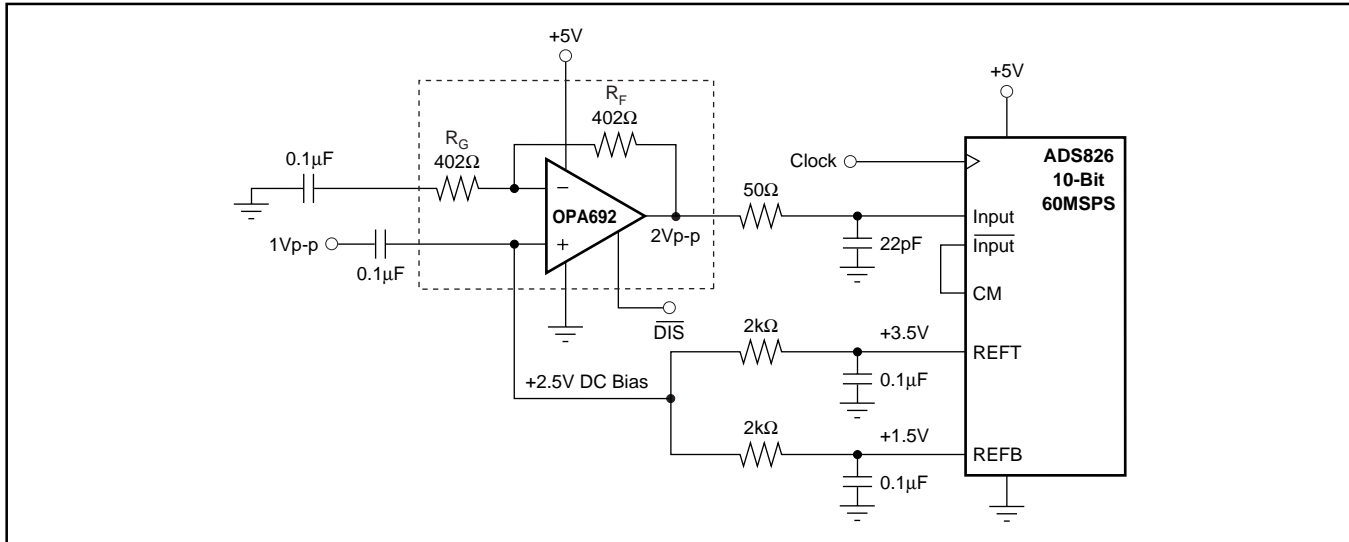 +5V
+5V
R_F
402Ω
R_G
402Ω
0.1µF
Clock
ADS826
10-Bit
60MSPS
50Ω
−
OPA692
+
2Vp-p
Input
1Vp-p
0.1µF
22pF
I̅n̅p̅u̅t̅
CM
D̅I̅S̅
2kΩ
+3.5V
REFT
0.1µF
+2.5V DC Bias
2kΩ
+1.5V
REFB
0.1µF